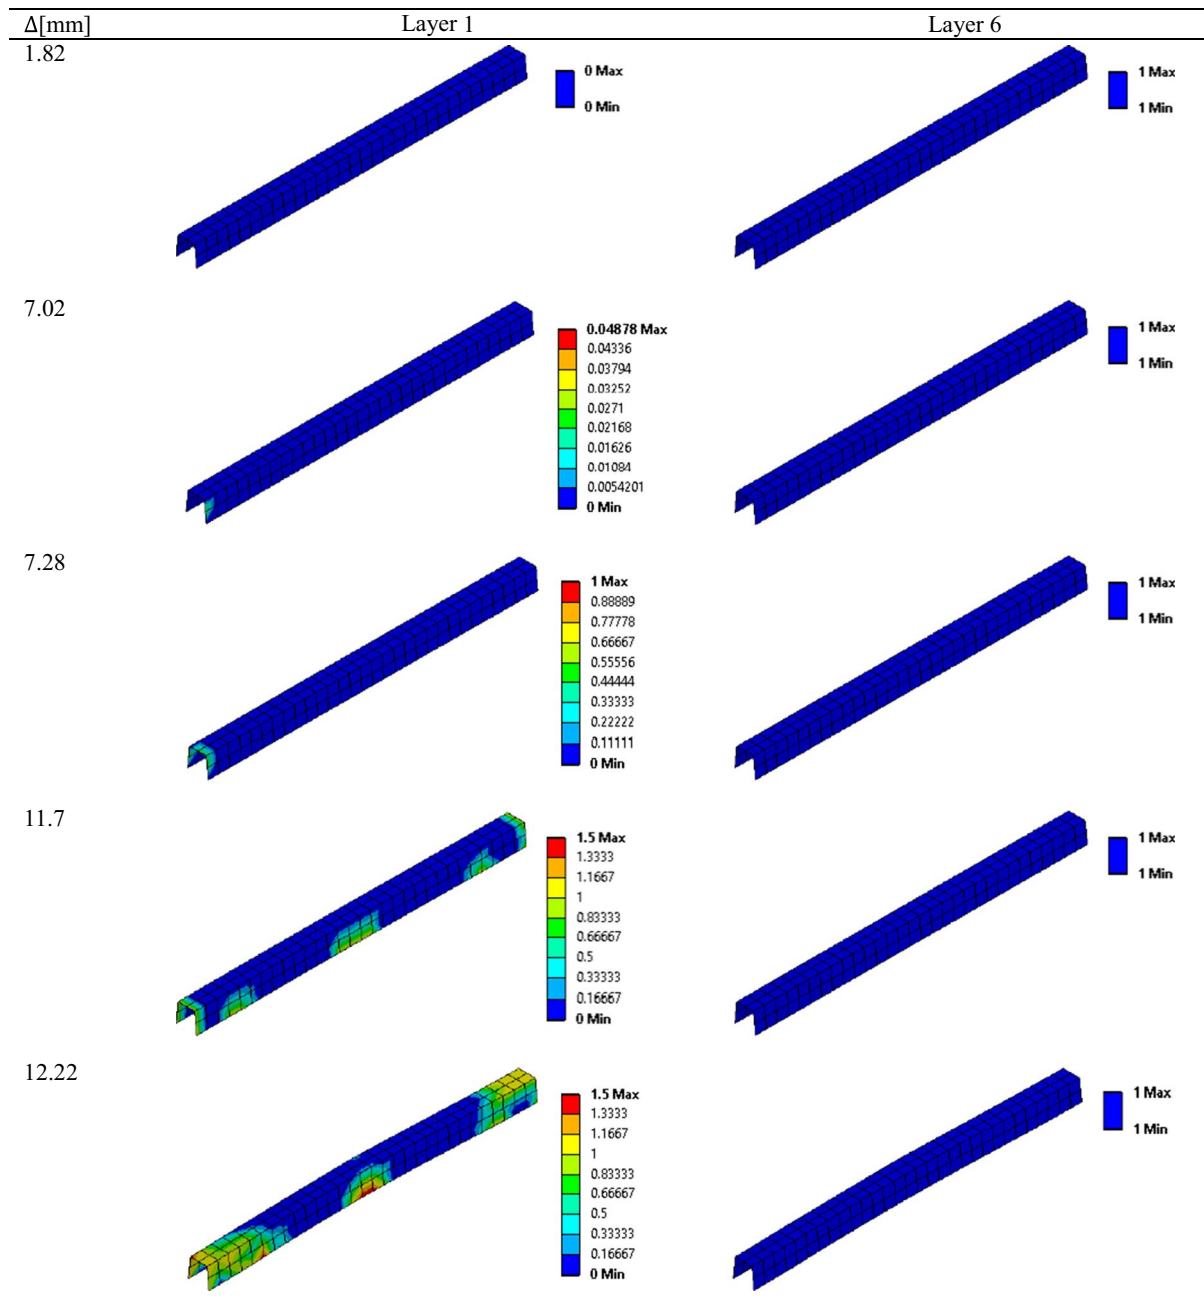 Δ[mm] Layer 1 Layer 6
1.82
0 Max
0 Min
1 Max
1 Min
7.02
0.04878 Max
0.04336
0.03794
0.03252
0.0271
0.02168
0.01626
0.01084
0.0054201
0 Min
1 Max
1 Min
7.28
1 Max
0.88889
0.77778
0.66667
0.55556
0.44444
0.33333
0.22222
0.11111
0 Min
1 Max
1 Min
11.7
1.5 Max
1.3333
1.1667
1
0.83333
0.66667
0.5
0.33333
0.16667
0 Min
1 Max
1 Min
12.22
1.5 Max
1.3333
1.1667
1
0.83333
0.66667
0.5
0.33333
0.16667
0 Min
1 Max
1 Min